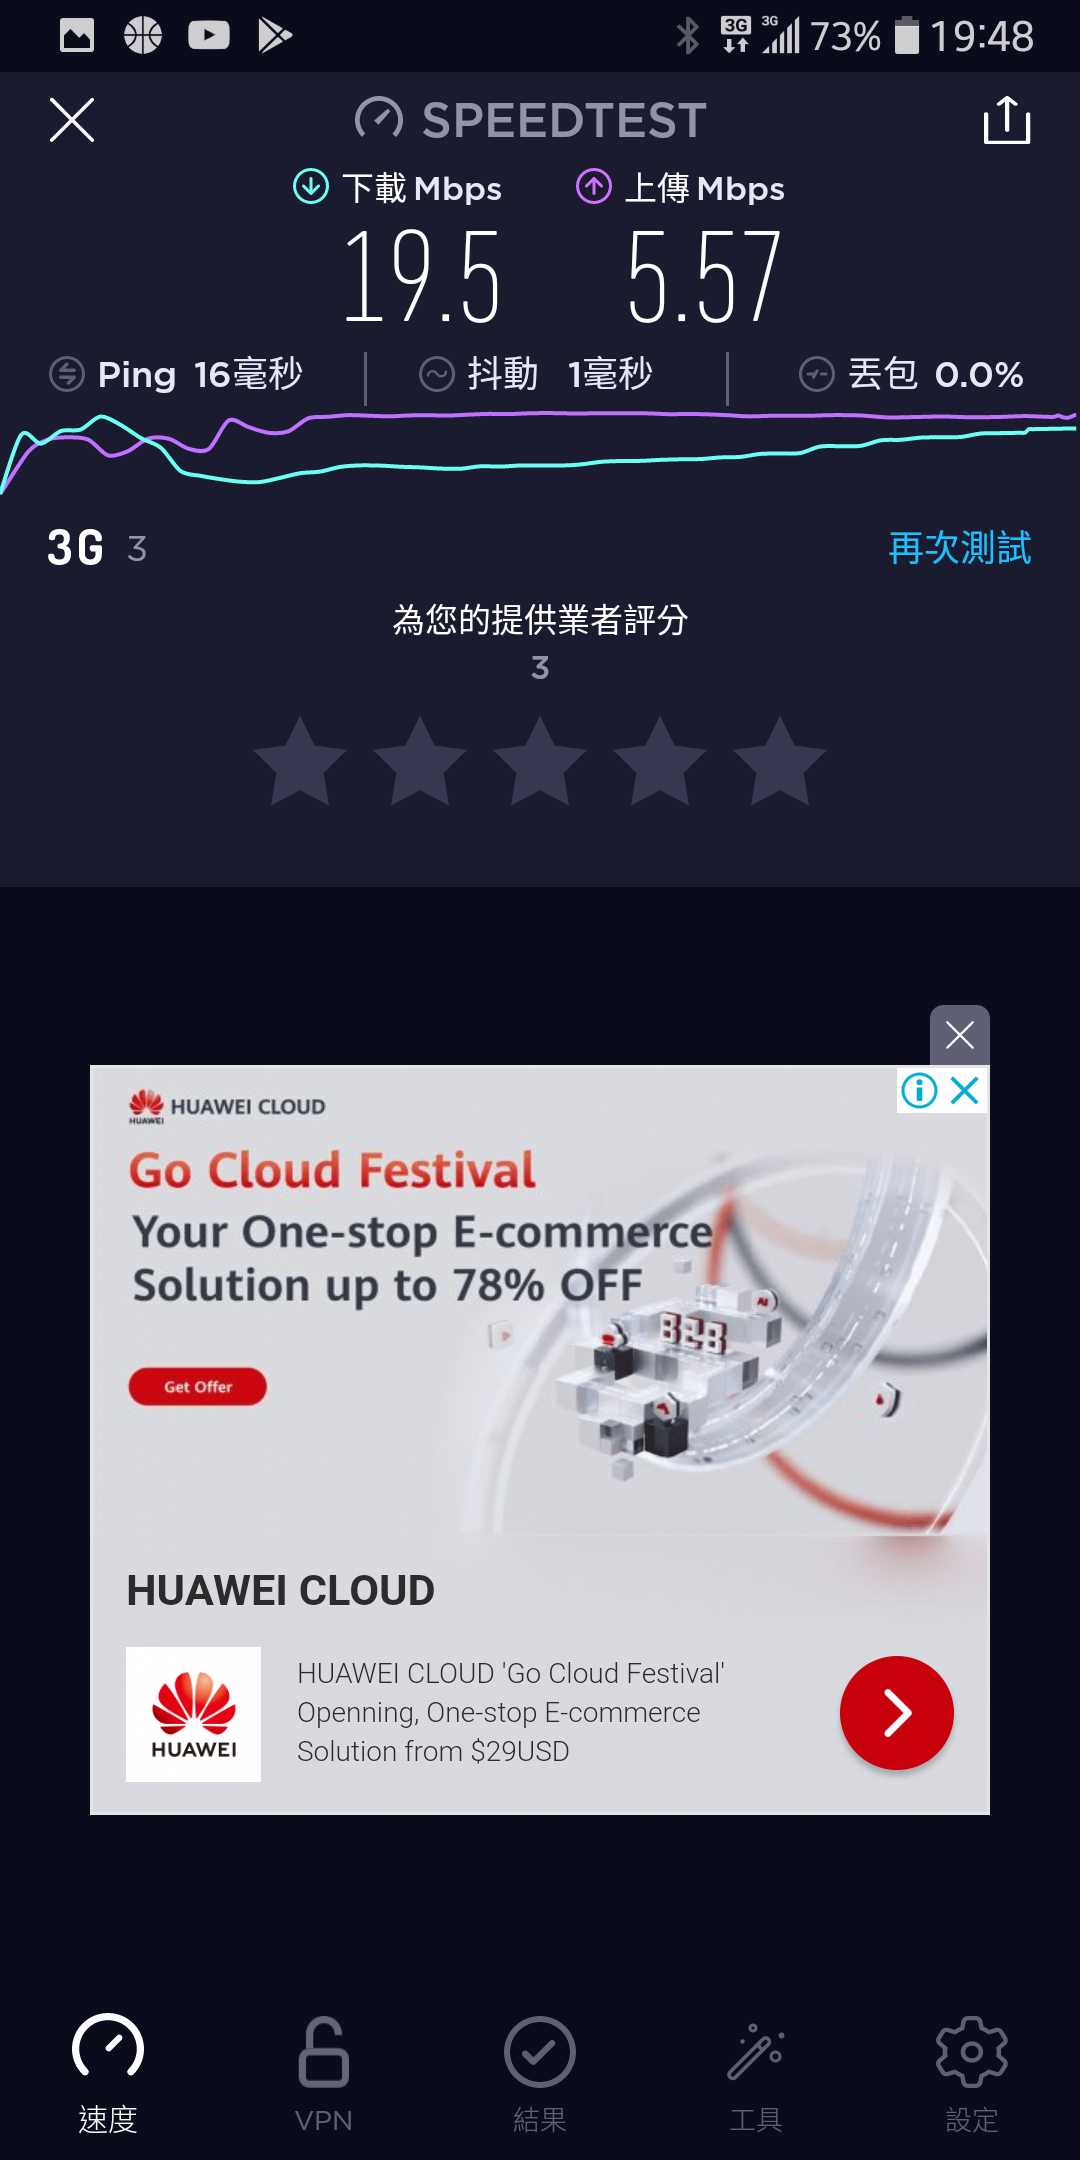 3G 3G 73% 19:48
SPEEDTEST
下載 Mbps 上傳 Mbps
19.5 5.57
Ping 16毫秒 抖動 1毫秒 丟包 0.0%
3G 3 再次測試
為您的提供業者評分
3
HUAWEI HUAWEI CLOUD
Go Cloud Festival
Your One-stop E-commerce
Solution up to 78% OFF
AI
828
Get Offer
HUAWEI CLOUD
HUAWEI
HUAWEI CLOUD 'Go Cloud Festival'
Openning, One-stop E-commerce
Solution from $29USD
速度 VPN 結果 工具 設定